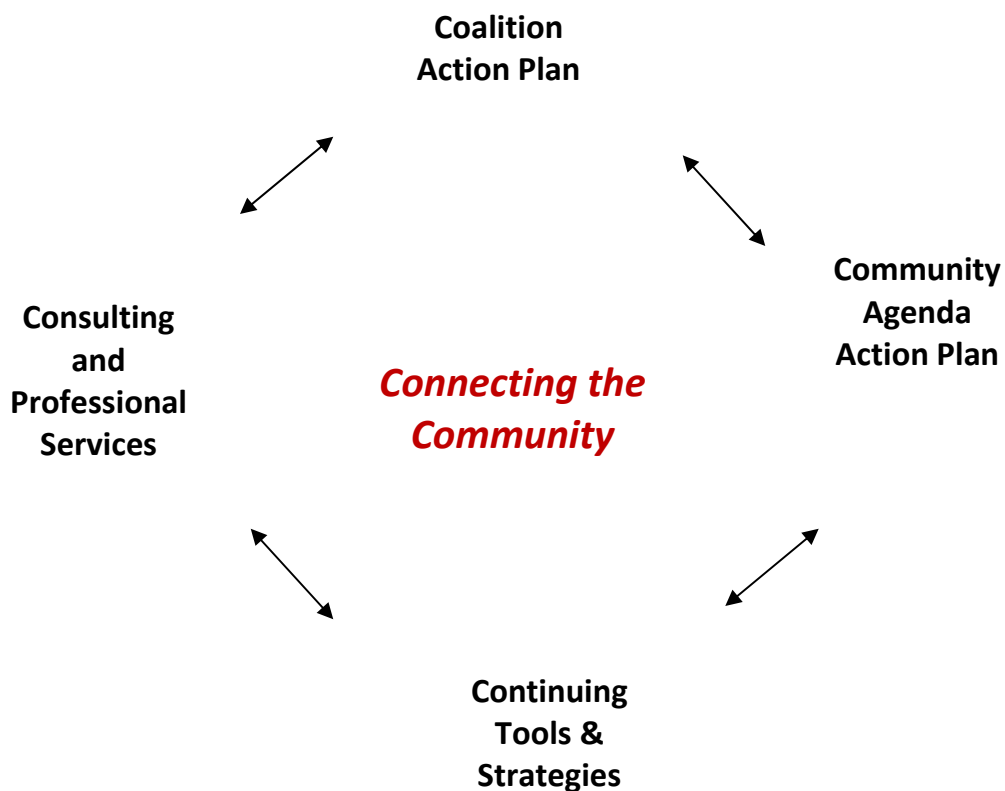 Coalition
Action Plan
Community
Agenda
Action Plan
Consulting
and
Professional
Services
Connecting the
Community
Continuing
Tools &
Strategies